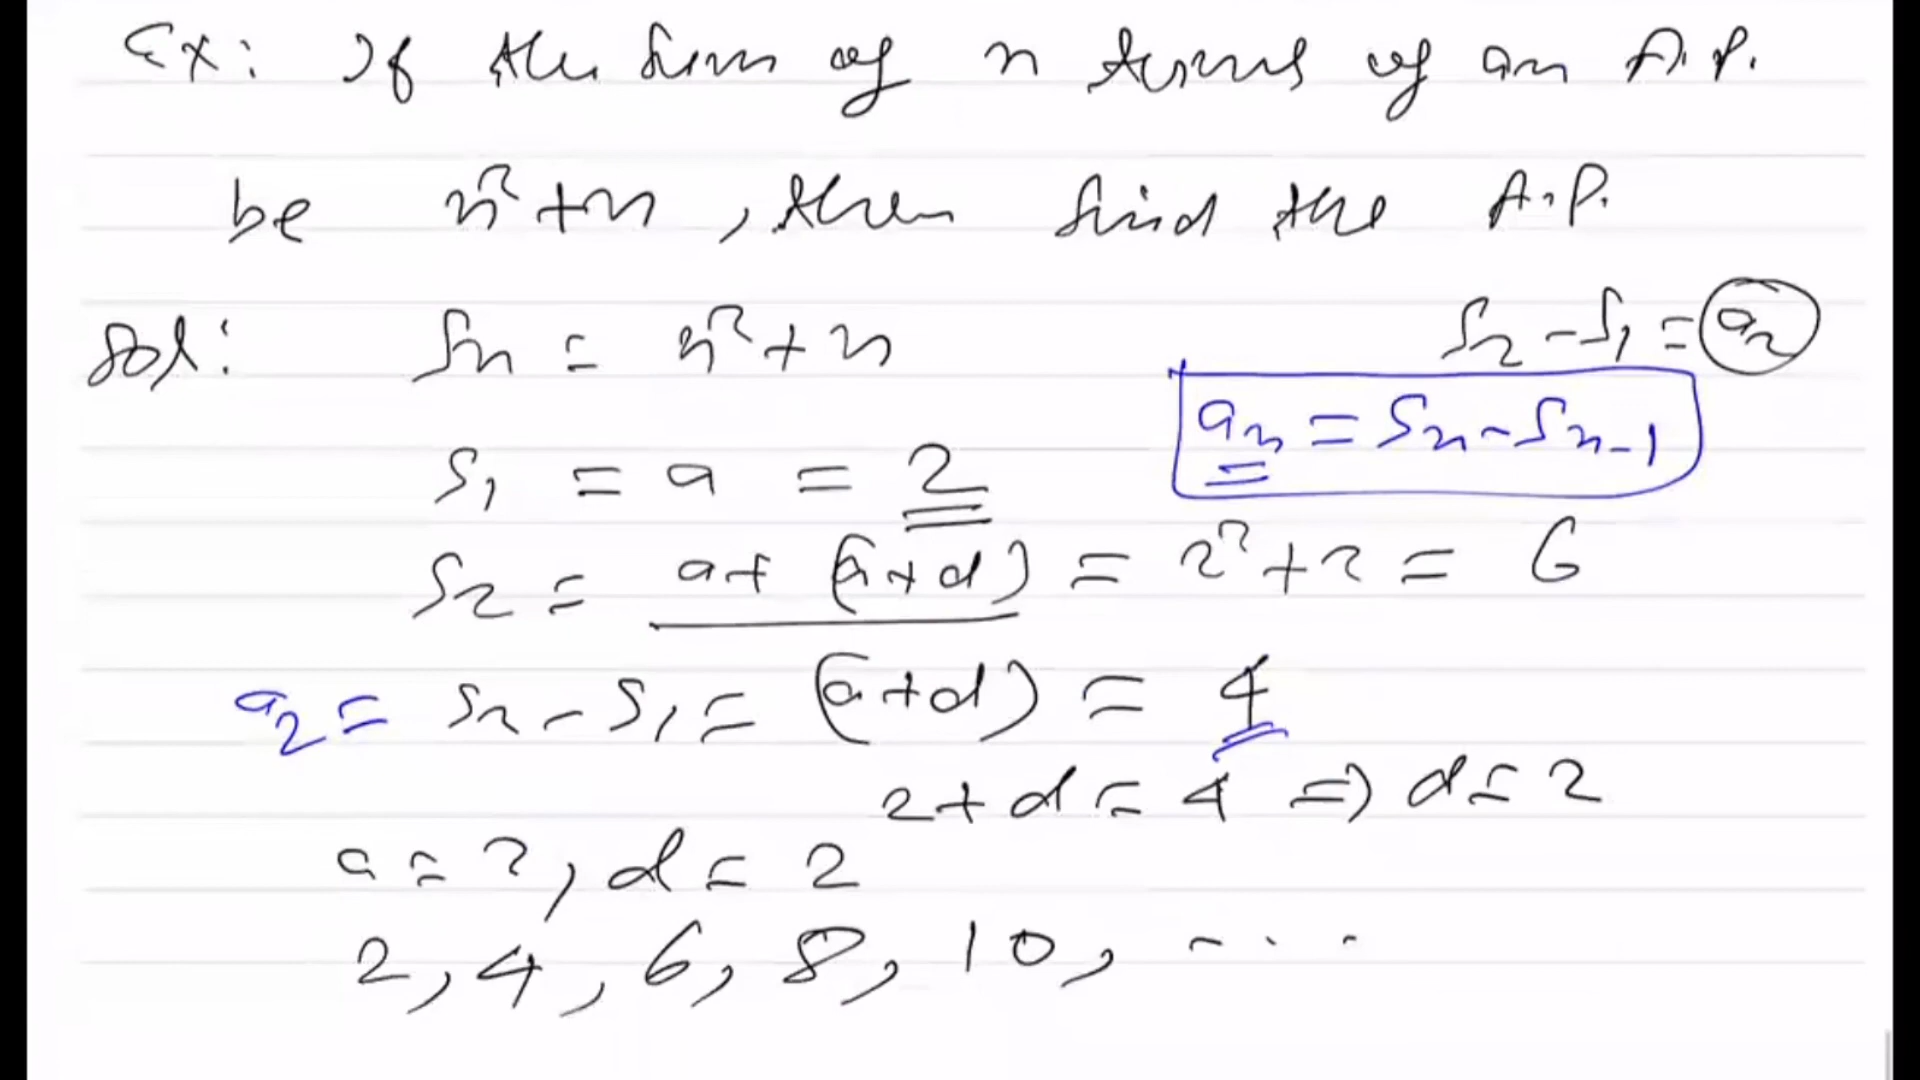 Ex: If the sum of n terms of an A.P.
be n²+n, then find the A.P.
Sol: Sn = n²+n
S2 - S1 = a2
an = Sn - Sn-1
S1 = a = 2
S2 = a+(a+d) = 2²+2 = 6
a2 = S2 - S1 = (a+d) = 4
2+d = 4 => d = 2
a = 2, d = 2
2, 4, 6, 8, 10, ...